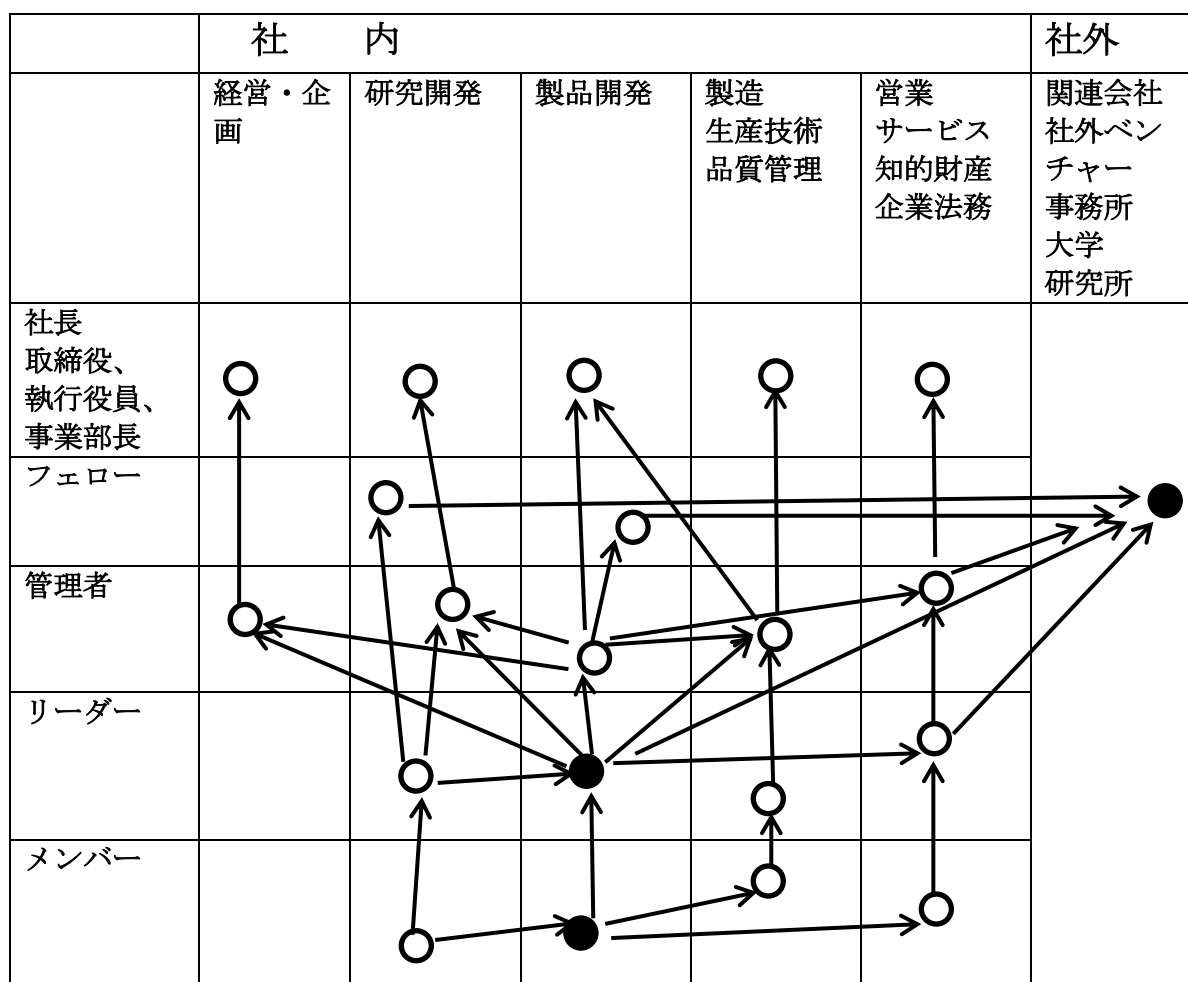 社　内
社外
経営・企
画
研究開発
製品開発
製造
生産技術
品質管理
営業
サービス
知的財産
企業法務
関連会社
社外ベン
チャー
事務所
大学
研究所
社長
取締役、
執行役員、
事業部長
フェロー
管理者
リーダー
メンバー